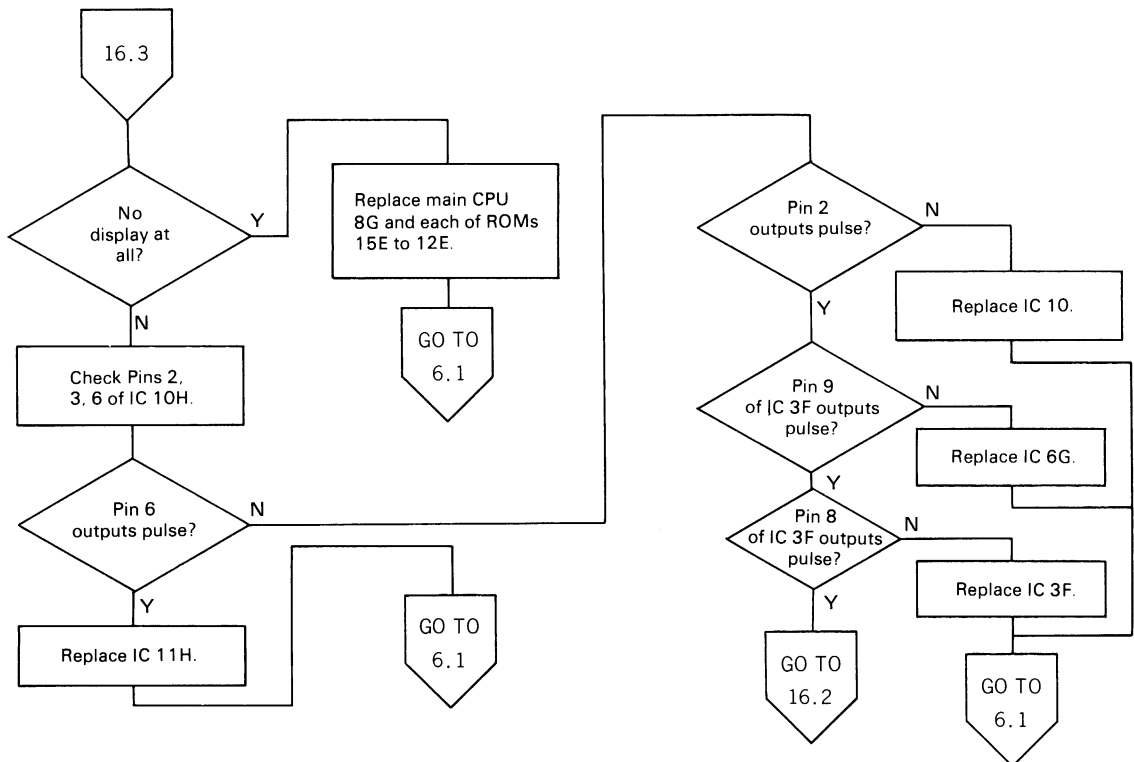 16.3
No
display at
all?
Y
Replace main CPU
8G and each of ROMs
15E to 12E.
GO TO
6.1
N
Check Pins 2,
3, 6 of IC 10H.
Pin 6
outputs pulse?
N
Y
Replace IC 11H.
GO TO
6.1
Pin 2
outputs pulse?
N
Replace IC 10.
Y
Pin 9
of IC 3F outputs
pulse?
N
Replace IC 6G.
Y
Pin 8
of IC 3F outputs
pulse?
N
Replace IC 3F.
Y
GO TO
16.2
GO TO
6.1